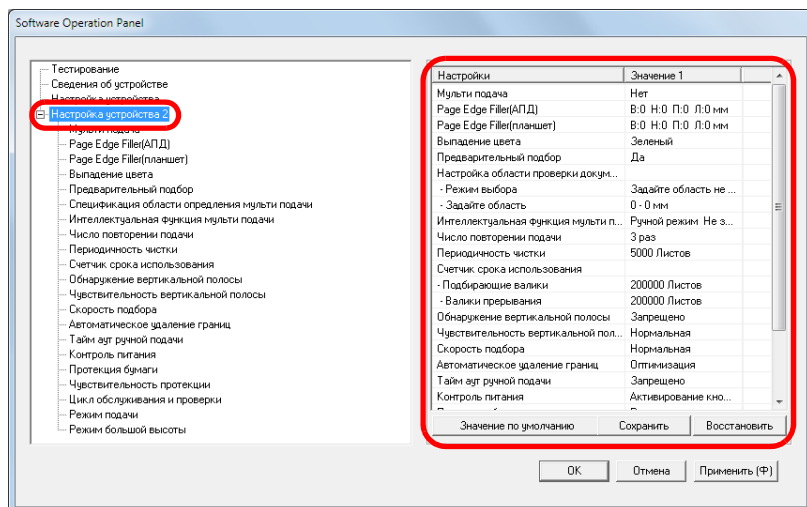 Software Operation Panel
Тестирование
Сведения об устройстве
Настройка устройства
Настройка устройства 2
Мульти подача
Page Edge Filler(АПД)
Page Edge Filler(планшет)
Выпадение цвета
Предварительный подбор
Спецификация области опредления мульти подачи
Интеллектуальная функция мульти подачи
Число повторении подачи
Периодичность чистки
Счетчик срока использования
Обнаружение вертикальной полосы
Чувствительность вертикальной полосы
Скорость подбора
Автоматическое удаление границ
Тайм аут ручной подачи
Контроль питания
Протекция бумаги
Чувствительность протекции
Цикл обслуживания и проверки
Режим подачи
Режим большой высоты
Настройки Значение 1
Мульти подача Нет
Page Edge Filler(АПД) В:0 Н:0 П:0 Л:0 мм
Page Edge Filler(планшет) В:0 Н:0 П:0 Л:0 мм
Выпадение цвета Зеленый
Предварительный подбор Да
Настройка области проверки докум...
- Режим выбора Задайте область не ...
- Задайте область 0 - 0 мм
Интеллектуальная функция мульти п... Ручной режим Не з...
Число повторении подачи 3 раз
Периодичность чистки 5000 Листов
Счетчик срока использования
- Подбирающие валики 200000 Листов
- Валики прерывания 200000 Листов
Обнаружение вертикальной полосы Запрещено
Чувствительность вертикальной пол... Нормальная
Скорость подбора Нормальная
Автоматическое удаление границ Оптимизация
Тайм аут ручной подачи Запрещено
Контроль питания Активирование кно...
Значение по умолчанию Сохранить Восстановить
OK Отмена Применить (Ф)